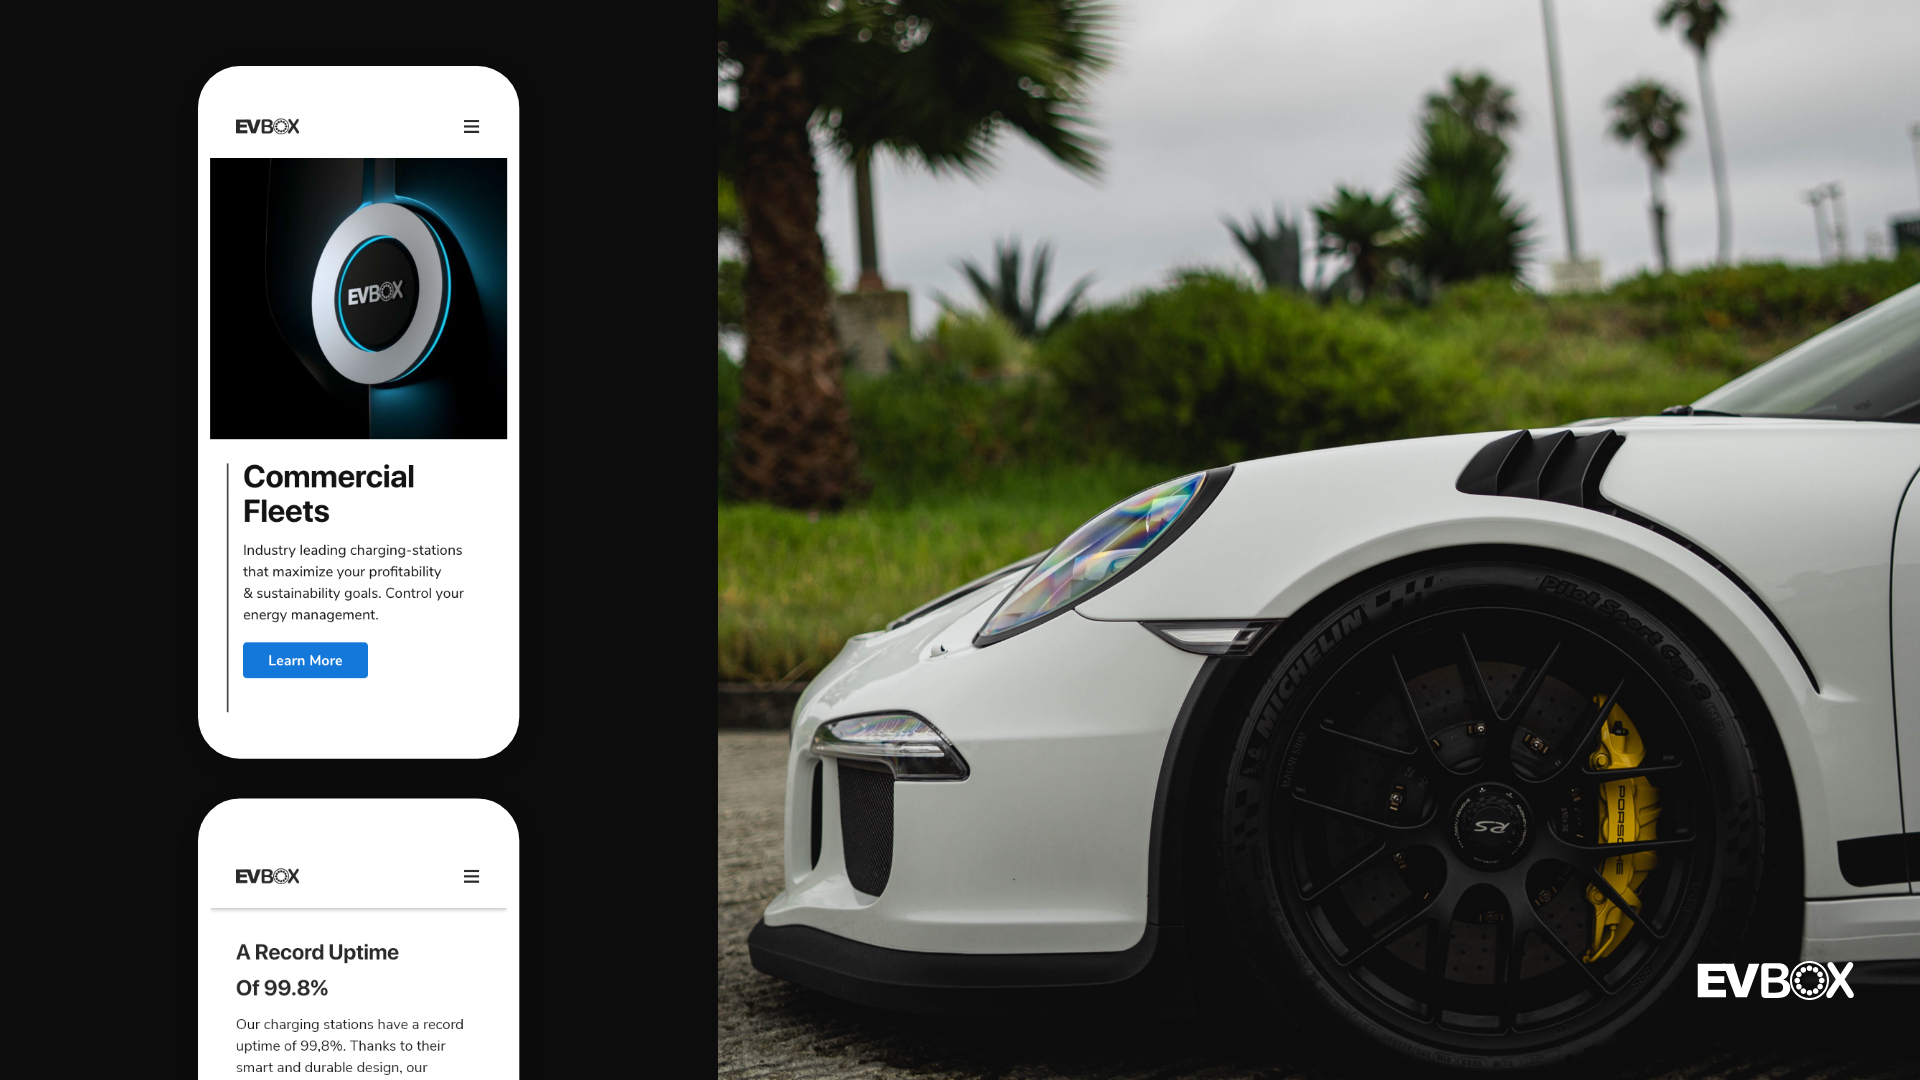 EVBOX
EVBOX
Commercial
Fleets
Industry leading charging-stations
that maximize your profitability
& sustainability goals. Control your
energy management.
Learn More
EVBOX
A Record Uptime
Of 99.8%
Our charging stations have a record
uptime of 99,8%. Thanks to their
smart and durable design, our
MICHELIN
Pilot Sport Cup 2
RS
PORSCHE
EVBOX